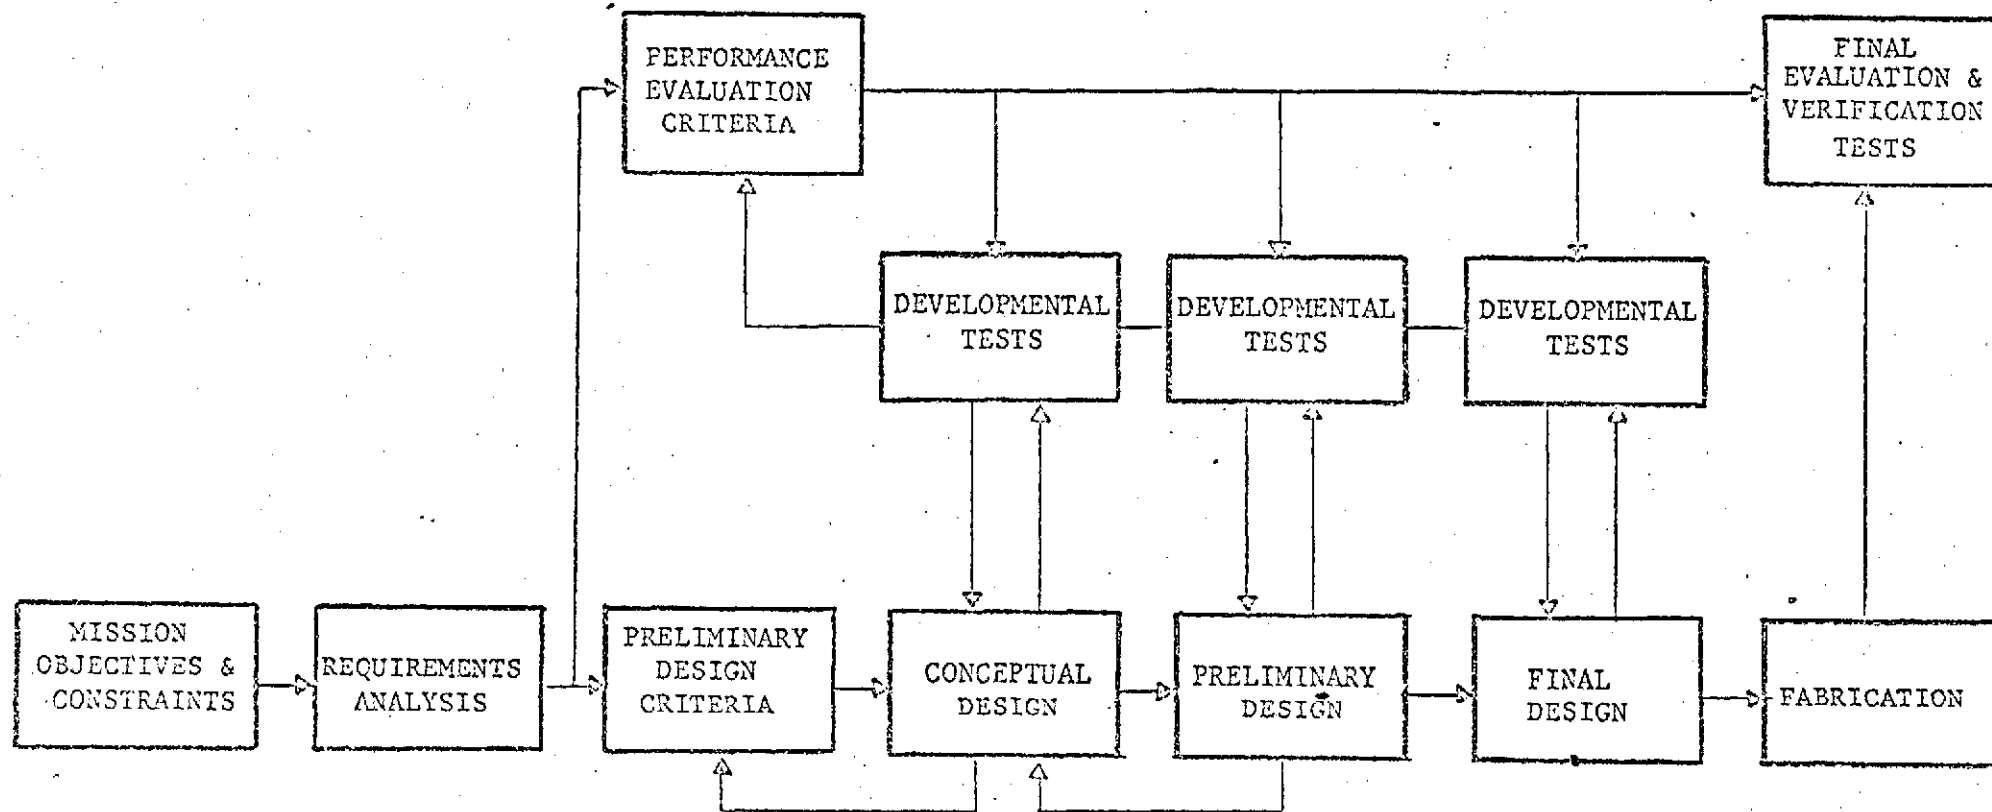 PERFORMANCE
EVALUATION
CRITERIA
FINAL
EVALUATION &
VERIFICATION
TESTS
DEVELOPMENTAL
TESTS
DEVELOPMENTAL
TESTS
DEVELOPMENTAL
TESTS
MISSION
OBJECTIVES &
CONSTRAINTS
REQUIREMENTS
ANALYSIS
PRELIMINARY
DESIGN
CRITERIA
CONCEPTUAL
DESIGN
PRELIMINARY
DESIGN
FINAL
DESIGN
FABRICATION